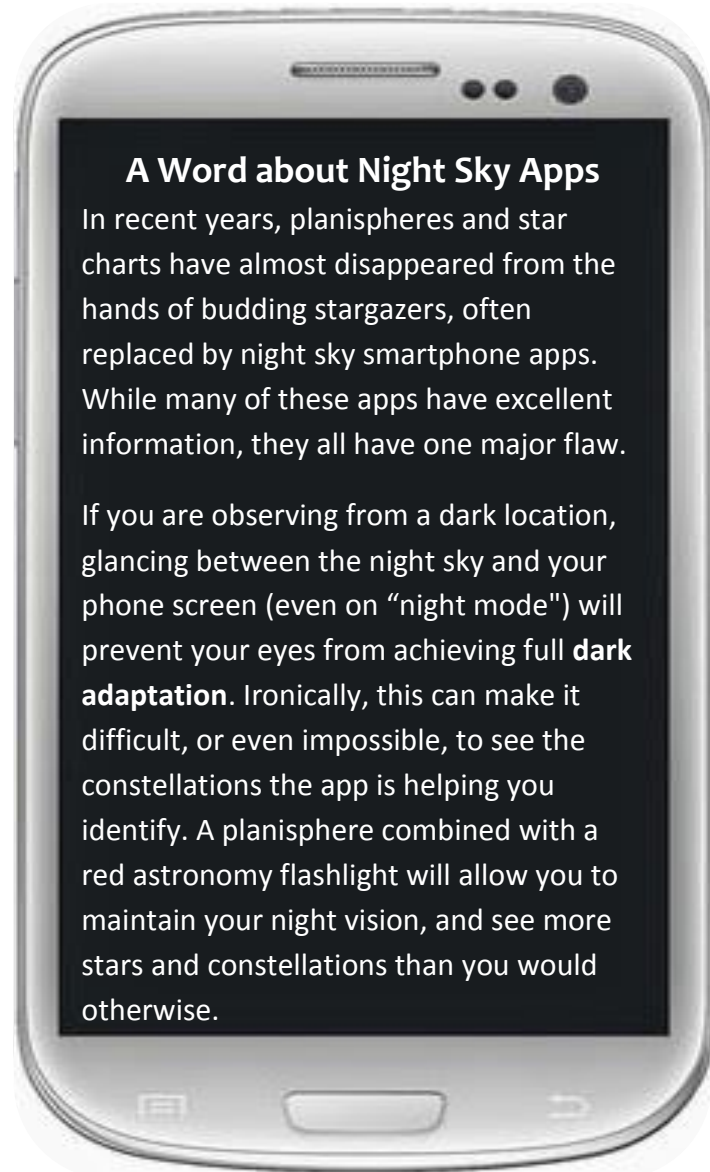 A Word about Night Sky Apps
In recent years, planispheres and star
charts have almost disappeared from the
hands of budding stargazers, often
replaced by night sky smartphone apps.
While many of these apps have excellent
information, they all have one major flaw.
If you are observing from a dark location,
glancing between the night sky and your
phone screen (even on “night mode") will
prevent your eyes from achieving full dark
adaptation. Ironically, this can make it
difficult, or even impossible, to see the
constellations the app is helping you
identify. A planisphere combined with a
red astronomy flashlight will allow you to
maintain your night vision, and see more
stars and constellations than you would
otherwise.